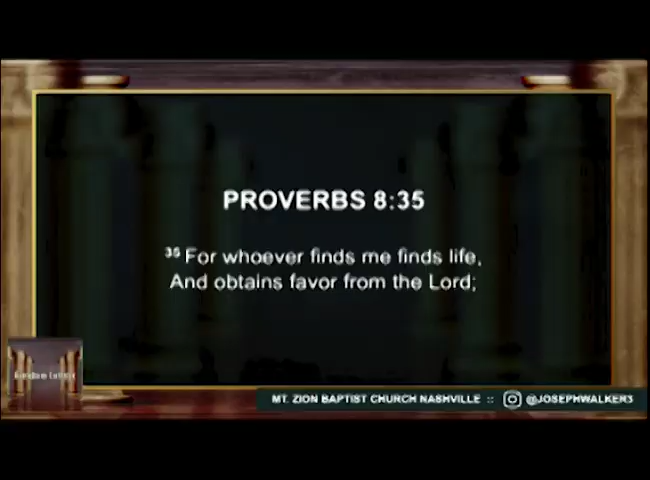 PROVERBS 8:35
35 For whoever finds me finds life,
And obtains favor from the Lord;
MT. ZION BAPTIST CHURCH NASHVILLE :: @JOSEPHWALKER3